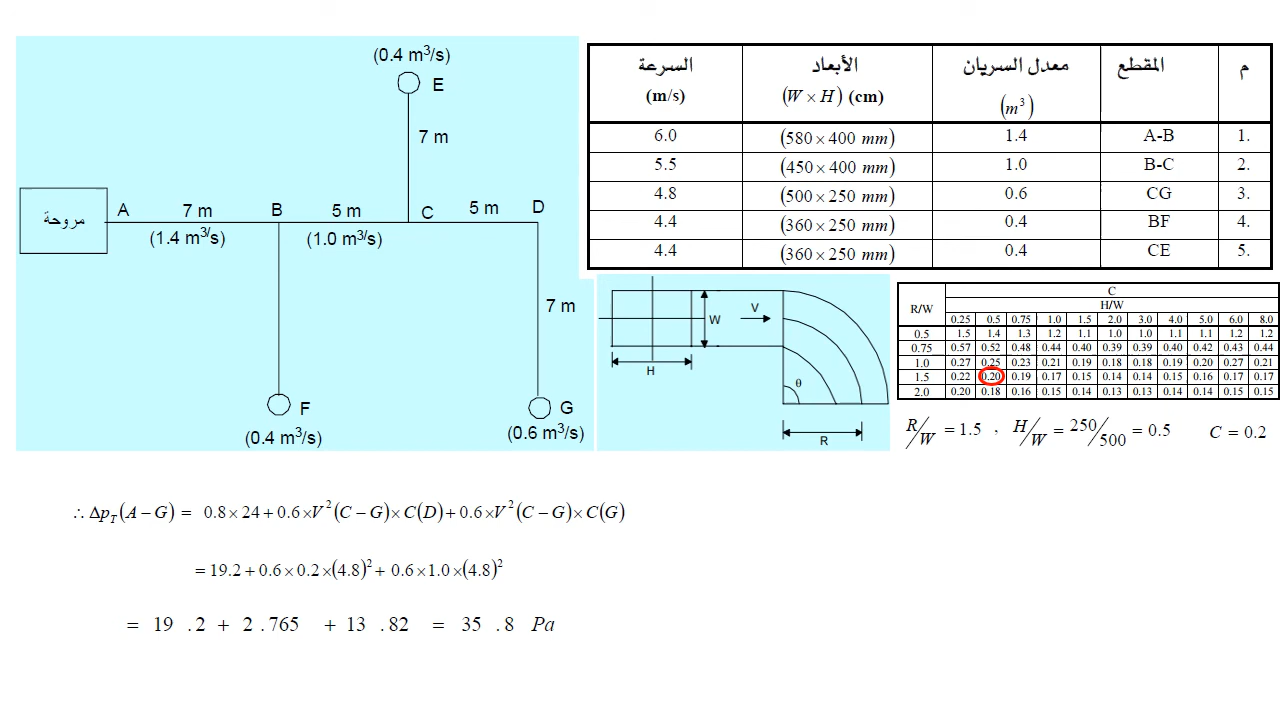 (0.4 m³/s)
E
7 m
مروحة
A
7 m
B
5 m
C
5 m
D
(1.4 m³/s)
(1.0 m³/s)
7 m
F
G
(0.4 m³/s)
(0.6 m³/s)
م المقطع معدل السريان (m³) الأبعاد (W × H) (cm) السرعة (m/s)
1. A-B 1.4 (580 × 400 mm) 6.0
2. B-C 1.0 (450 × 400 mm) 5.5
3. CG 0.6 (500 × 250 mm) 4.8
4. BF 0.4 (360 × 250 mm) 4.4
5. CE 0.4 (360 × 250 mm) 4.4
W
V
H
θ
R
C
R/W H/W
0.25 0.5 0.75 1.0 1.5 2.0 3.0 4.0 5.0 6.0 8.0
0.5 1.5 1.4 1.3 1.2 1.1 1.0 1.0 1.1 1.1 1.2 1.2
0.75 0.57 0.52 0.48 0.44 0.40 0.39 0.39 0.40 0.42 0.43 0.44
1.0 0.27 0.25 0.23 0.21 0.19 0.18 0.18 0.19 0.20 0.27 0.21
1.5 0.22 0.20 0.19 0.17 0.15 0.14 0.14 0.15 0.16 0.17 0.17
2.0 0.20 0.18 0.16 0.15 0.14 0.13 0.13 0.14 0.14 0.15 0.15
R/W = 1.5 , H/W = 250/500 = 0.5 C = 0.2
∴ Δp_T (A − G) = 0.8 × 24 + 0.6 × V² (C − G) × C(D) + 0.6 × V² (C − G) × C(G)
= 19.2 + 0.6 × 0.2 × (4.8)² + 0.6 × 1.0 × (4.8)²
= 19 .2 + 2 .765 + 13 .82 = 35 .8 Pa